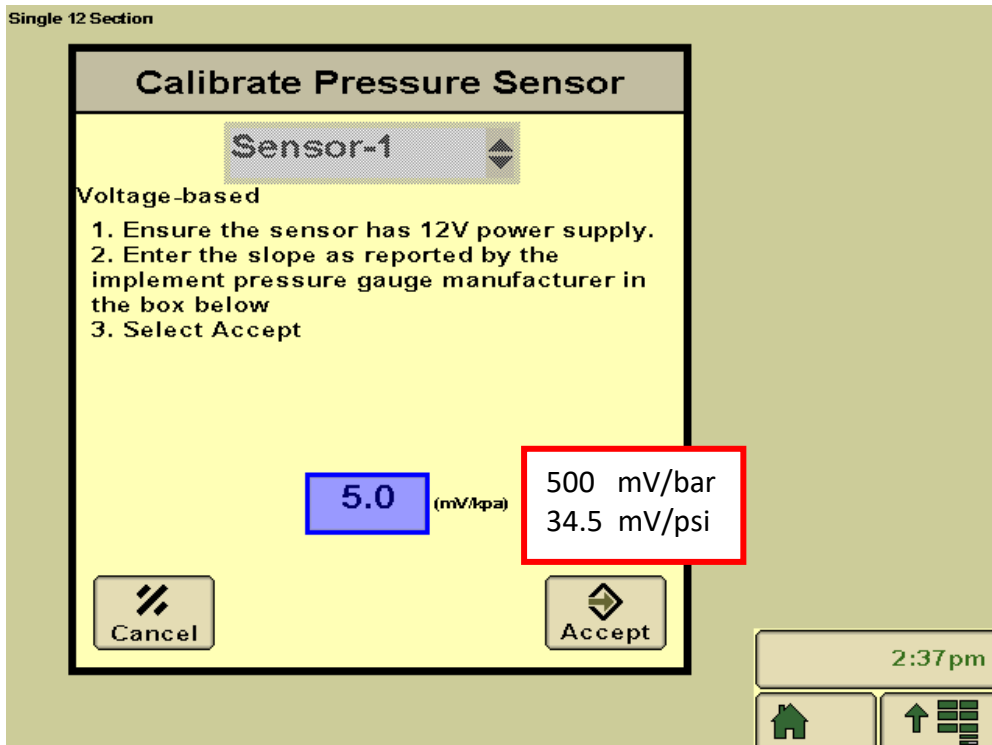 Single 12 Section
Calibrate Pressure Sensor
Sensor-1
Voltage-based
1. Ensure the sensor has 12V power supply.
2. Enter the slope as reported by the
implement pressure gauge manufacturer in
the box below
3. Select Accept
5.0 (mV/kpa)
500 mV/bar
34.5 mV/psi
Cancel
Accept
2:37pm